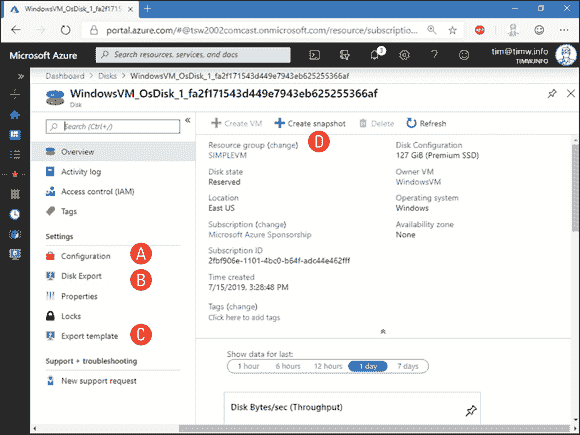 WindowsVM_OsDisk_1_fa2f1715
portal.azure.com/#@tsw2002comcast.onmicrosoft.com/resource/subscriptio...
Microsoft Azure
Search resources, services, and docs
3
tim@timw.info
TIMW.INFO
Dashboard > Disks > WindowsVM_OsDisk_1_fa2f171543d449e7943eb625255366af
WindowsVM_OsDisk_1_fa2f171543d449e7943eb625255366af
Disk
Search (Ctrl+/)
Overview
Activity log
Access control (IAM)
Tags
Settings
Configuration
A
Disk Export
B
Properties
Locks
Export template
C
Support + troubleshooting
New support request
Create VM
Create snapshot
Delete
Refresh
D
Resource group (change)
SIMPLEVM
Disk state
Reserved
Location
East US
Subscription (change)
Microsoft Azure Sponsorship
Subscription ID
2fbf906e-1101-4bc0-b64f-adc44e462fff
Time created
7/15/2019, 3:28:48 PM
Tags (change)
Click here to add tags
Disk Configuration
127 GiB (Premium SSD)
Owner VM
WindowsVM
Operating system
Windows
Availability zone
None
Show data for last:
1 hour
6 hours
12 hours
1 day
7 days
Disk Bytes/sec (Throughput)